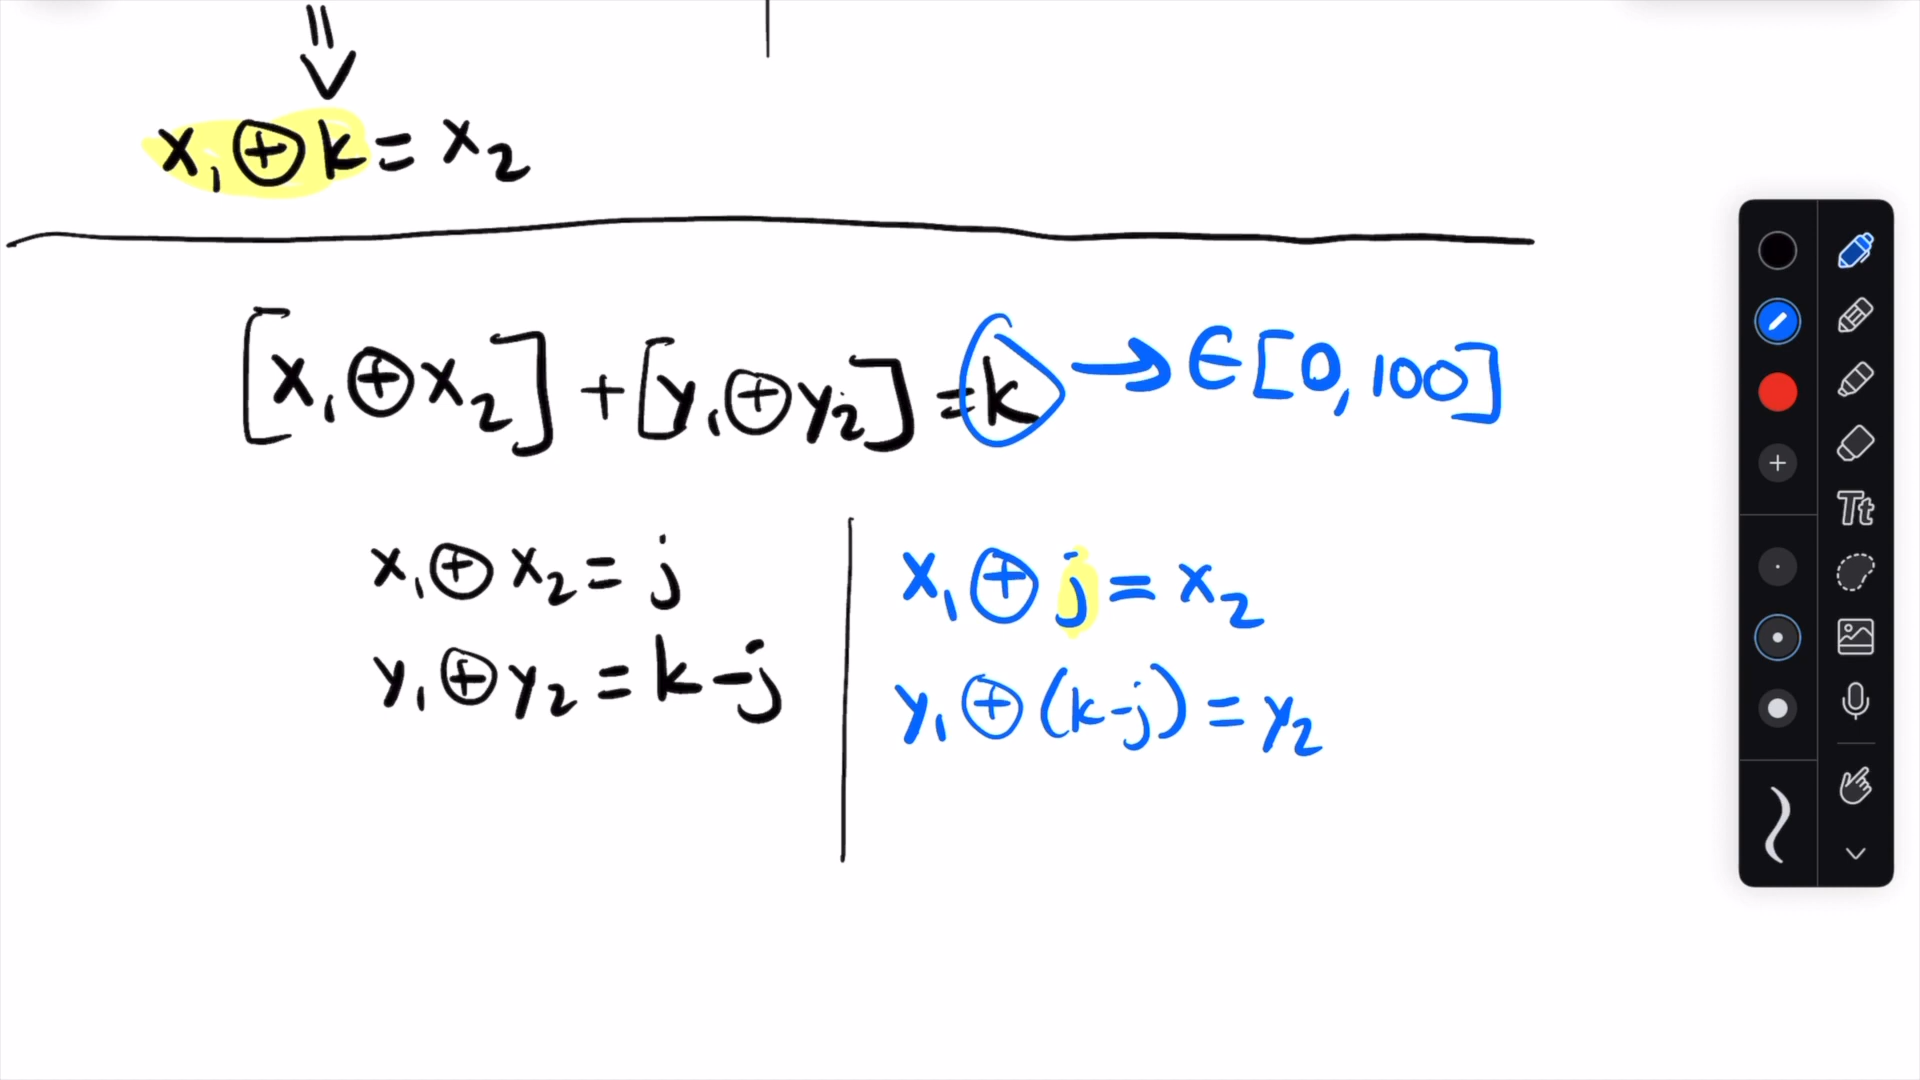 x₁ ⊕ k = x₂
[x₁ ⊕ x₂] + [y₁ ⊕ y₂] = k → ∈ [0, 100]
x₁ ⊕ x₂ = j
y₁ ⊕ y₂ = k - j
x₁ ⊕ j = x₂
y₁ ⊕ (k-j) = y₂
Tt